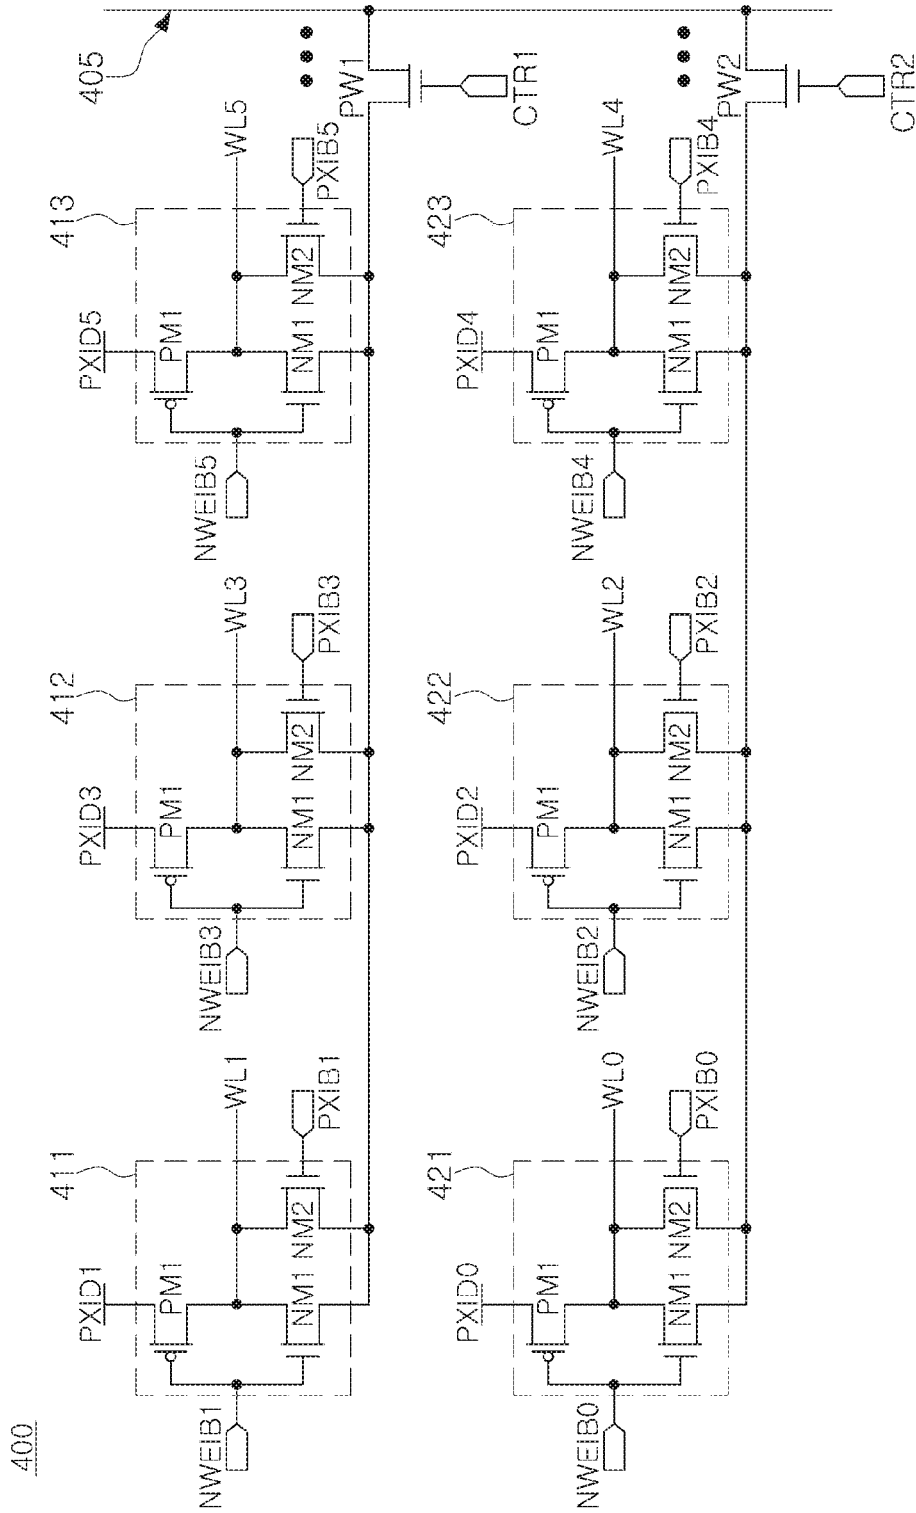 400
411
412
413
405
PXID1
PXID3
PXID5
PM1
PM1
PM1
WL1
WL3
WL5
NWEIB1
NM1
NM2
PXIB1
NWEIB3
NM1
NM2
PXIB3
NWEIB5
NM1
NM2
PXIB5
PW1
CTR1
421
422
423
PXID0
PXID2
PXID4
PM1
PM1
PM1
WL0
WL2
WL4
NWEIB0
NM1
NM2
PXIB0
NWEIB2
NM1
NM2
PXIB2
NWEIB4
NM1
NM2
PXIB4
PW2
CTR2